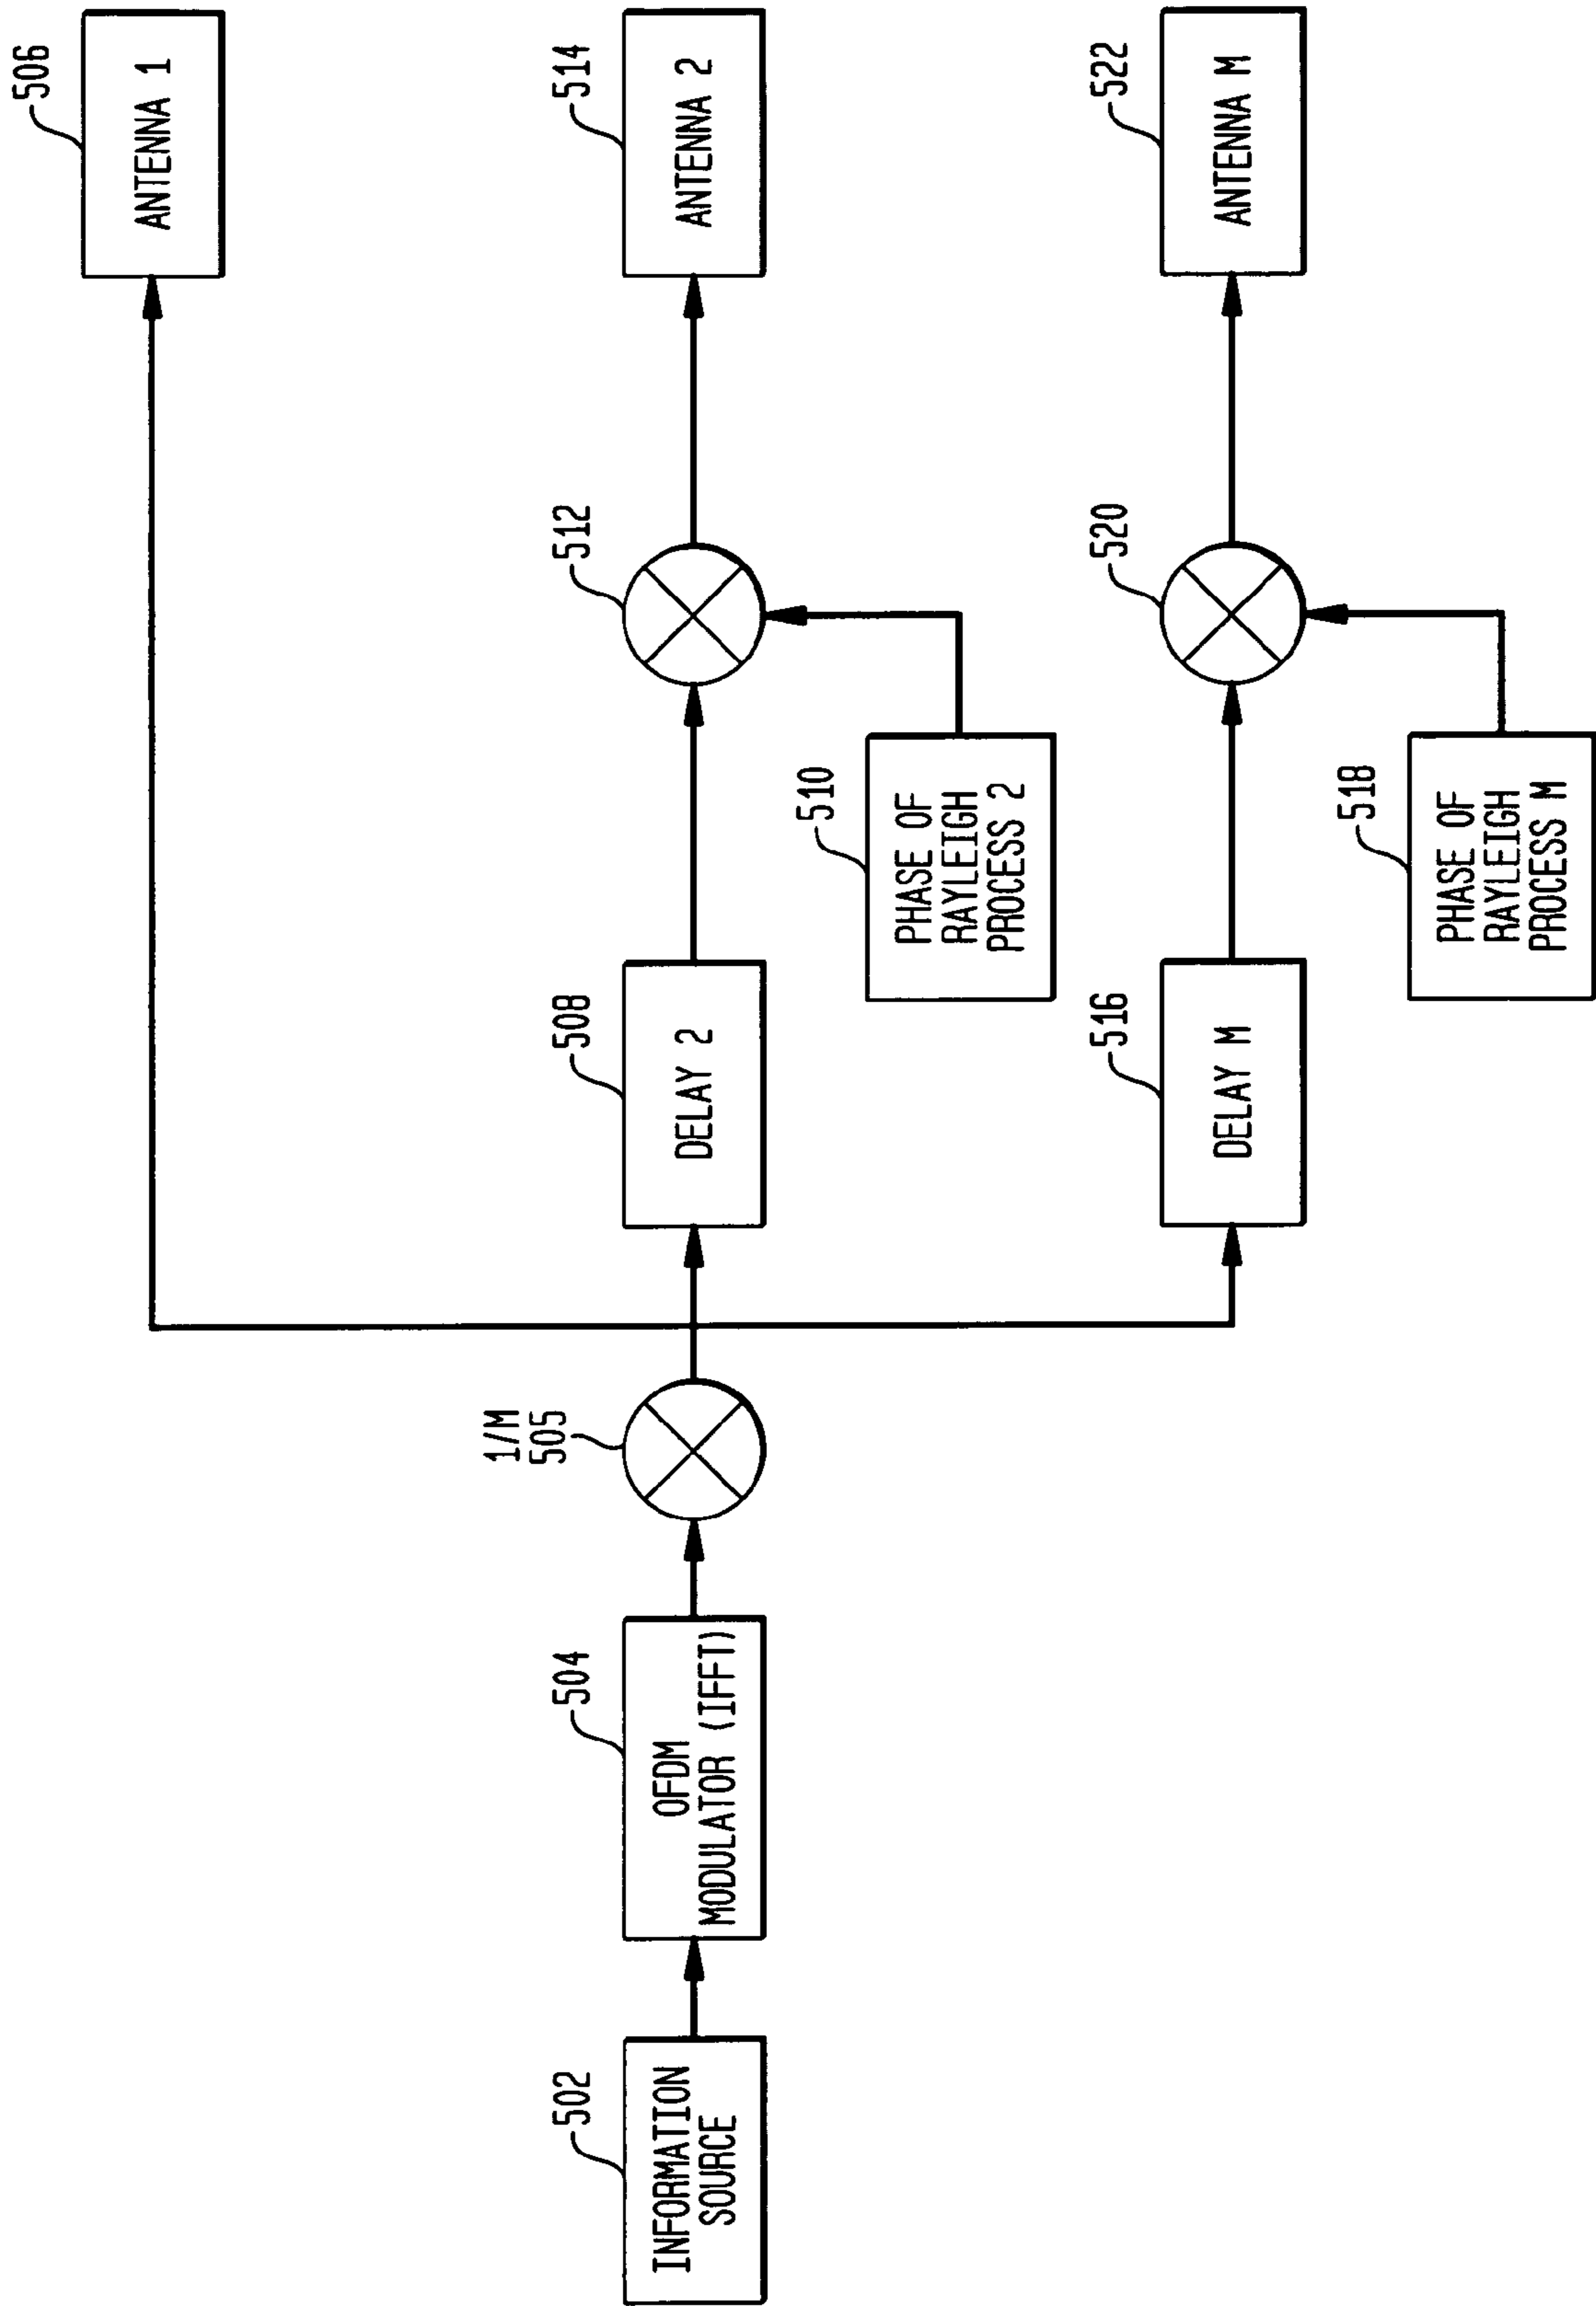 506
ANTENNA 1
1/M
505
502
INFORMATION
SOURCE
504
OFDM
MODULATOR (IFFT)
508
DELAY 2
512
514
ANTENNA 2
510
PHASE OF
RAYLEIGH
PROCESS 2
516
DELAY M
520
522
ANTENNA M
518
PHASE OF
RAYLEIGH
PROCESS M